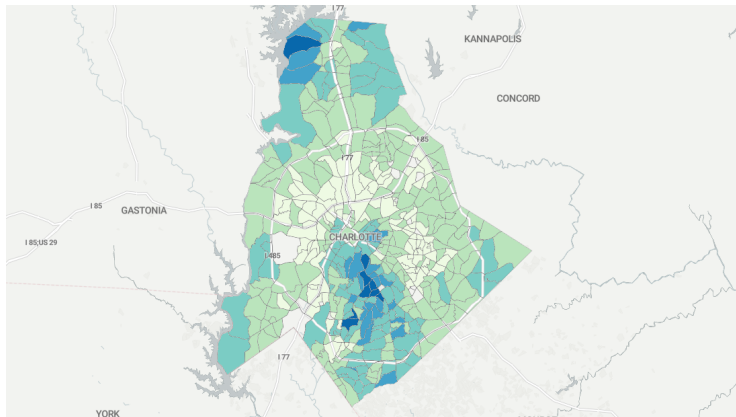 I 77
KANNAPOLIS
CONCORD
I 85
I 77
I 85
GASTONIA
CHARLOTTE
I 85;US 29
I 485
I 77
YORK